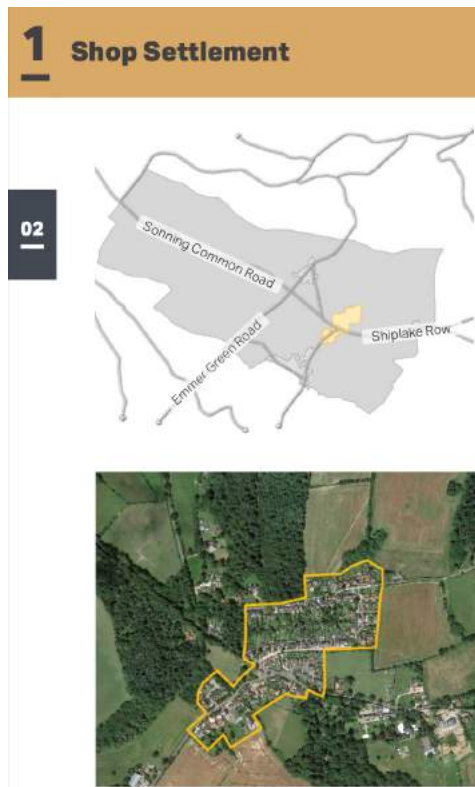 1 Shop Settlement
02
Sonning Common Road
Emmer Green Road
Shiplake Row